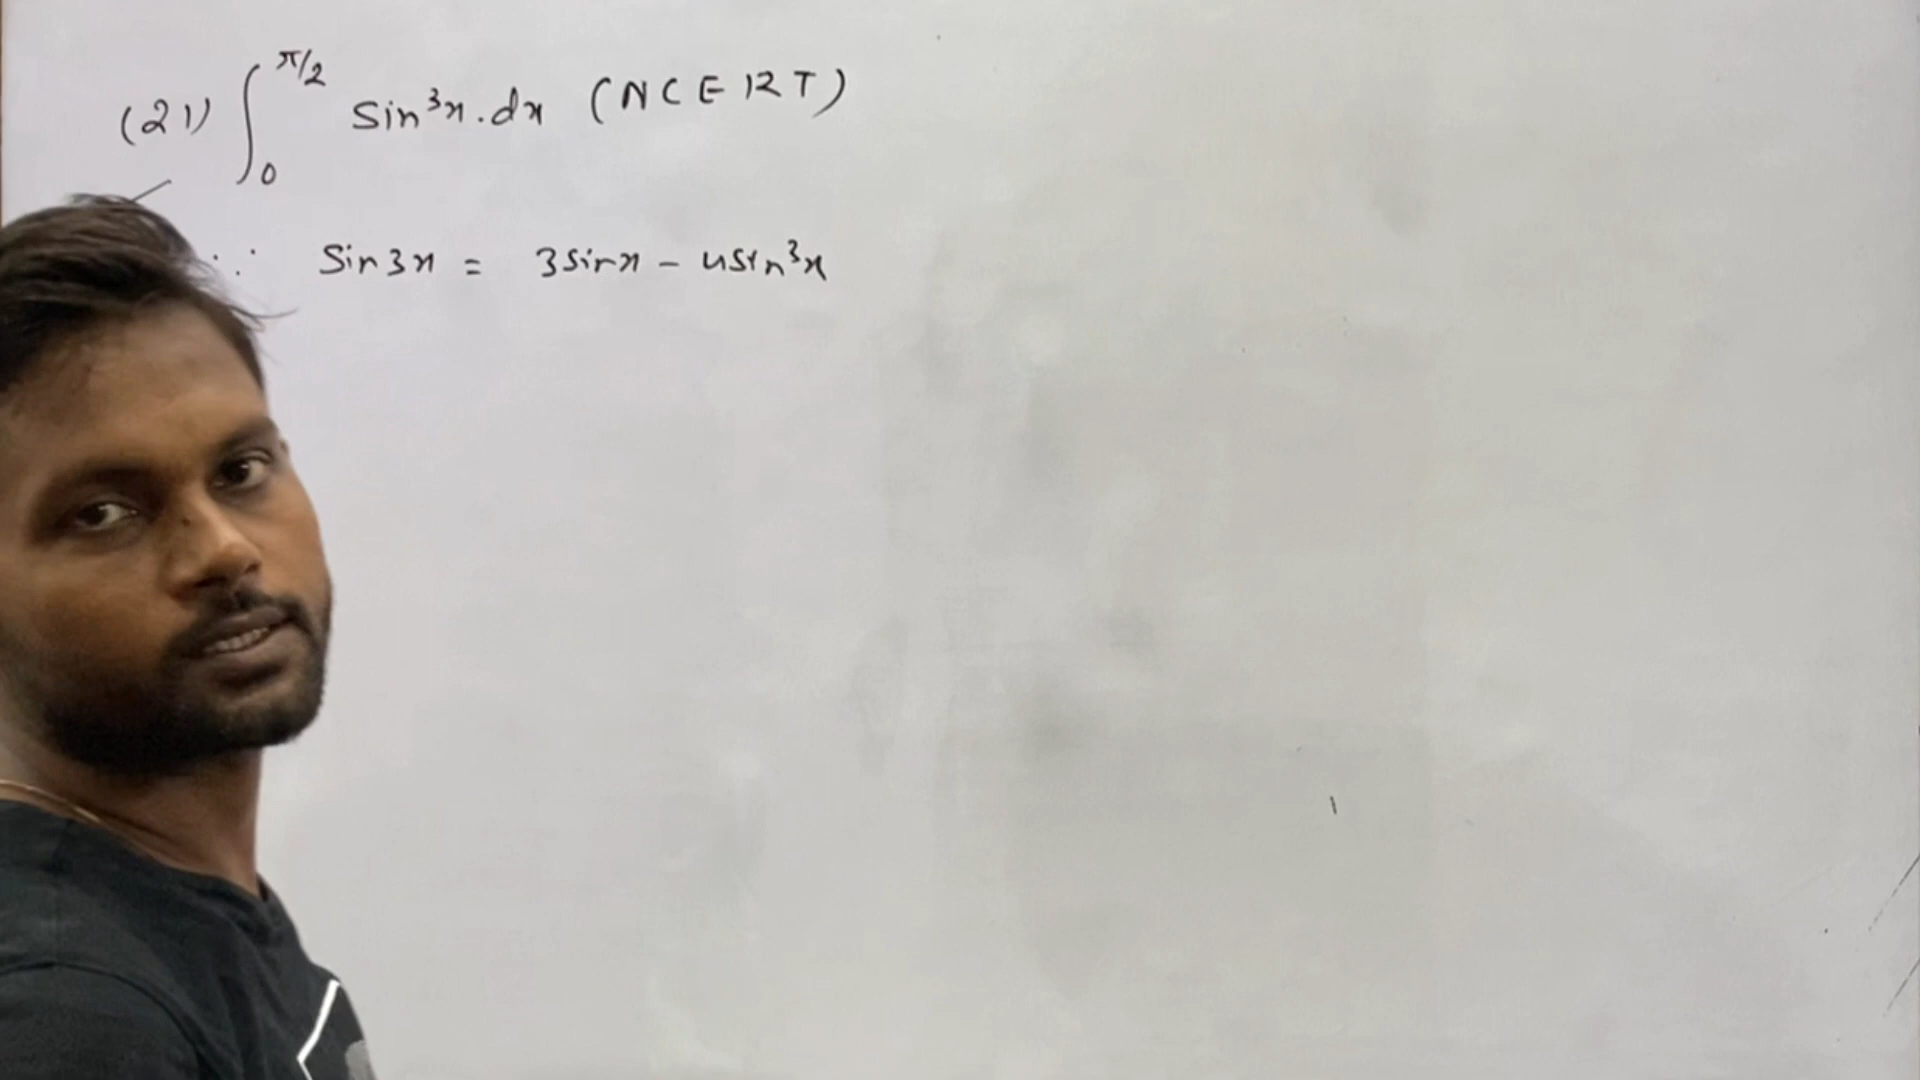 (21) ∫₀^π/2 sin³x.dx (NCERT)
∵ sin3x = 3sinx - 4sin³x